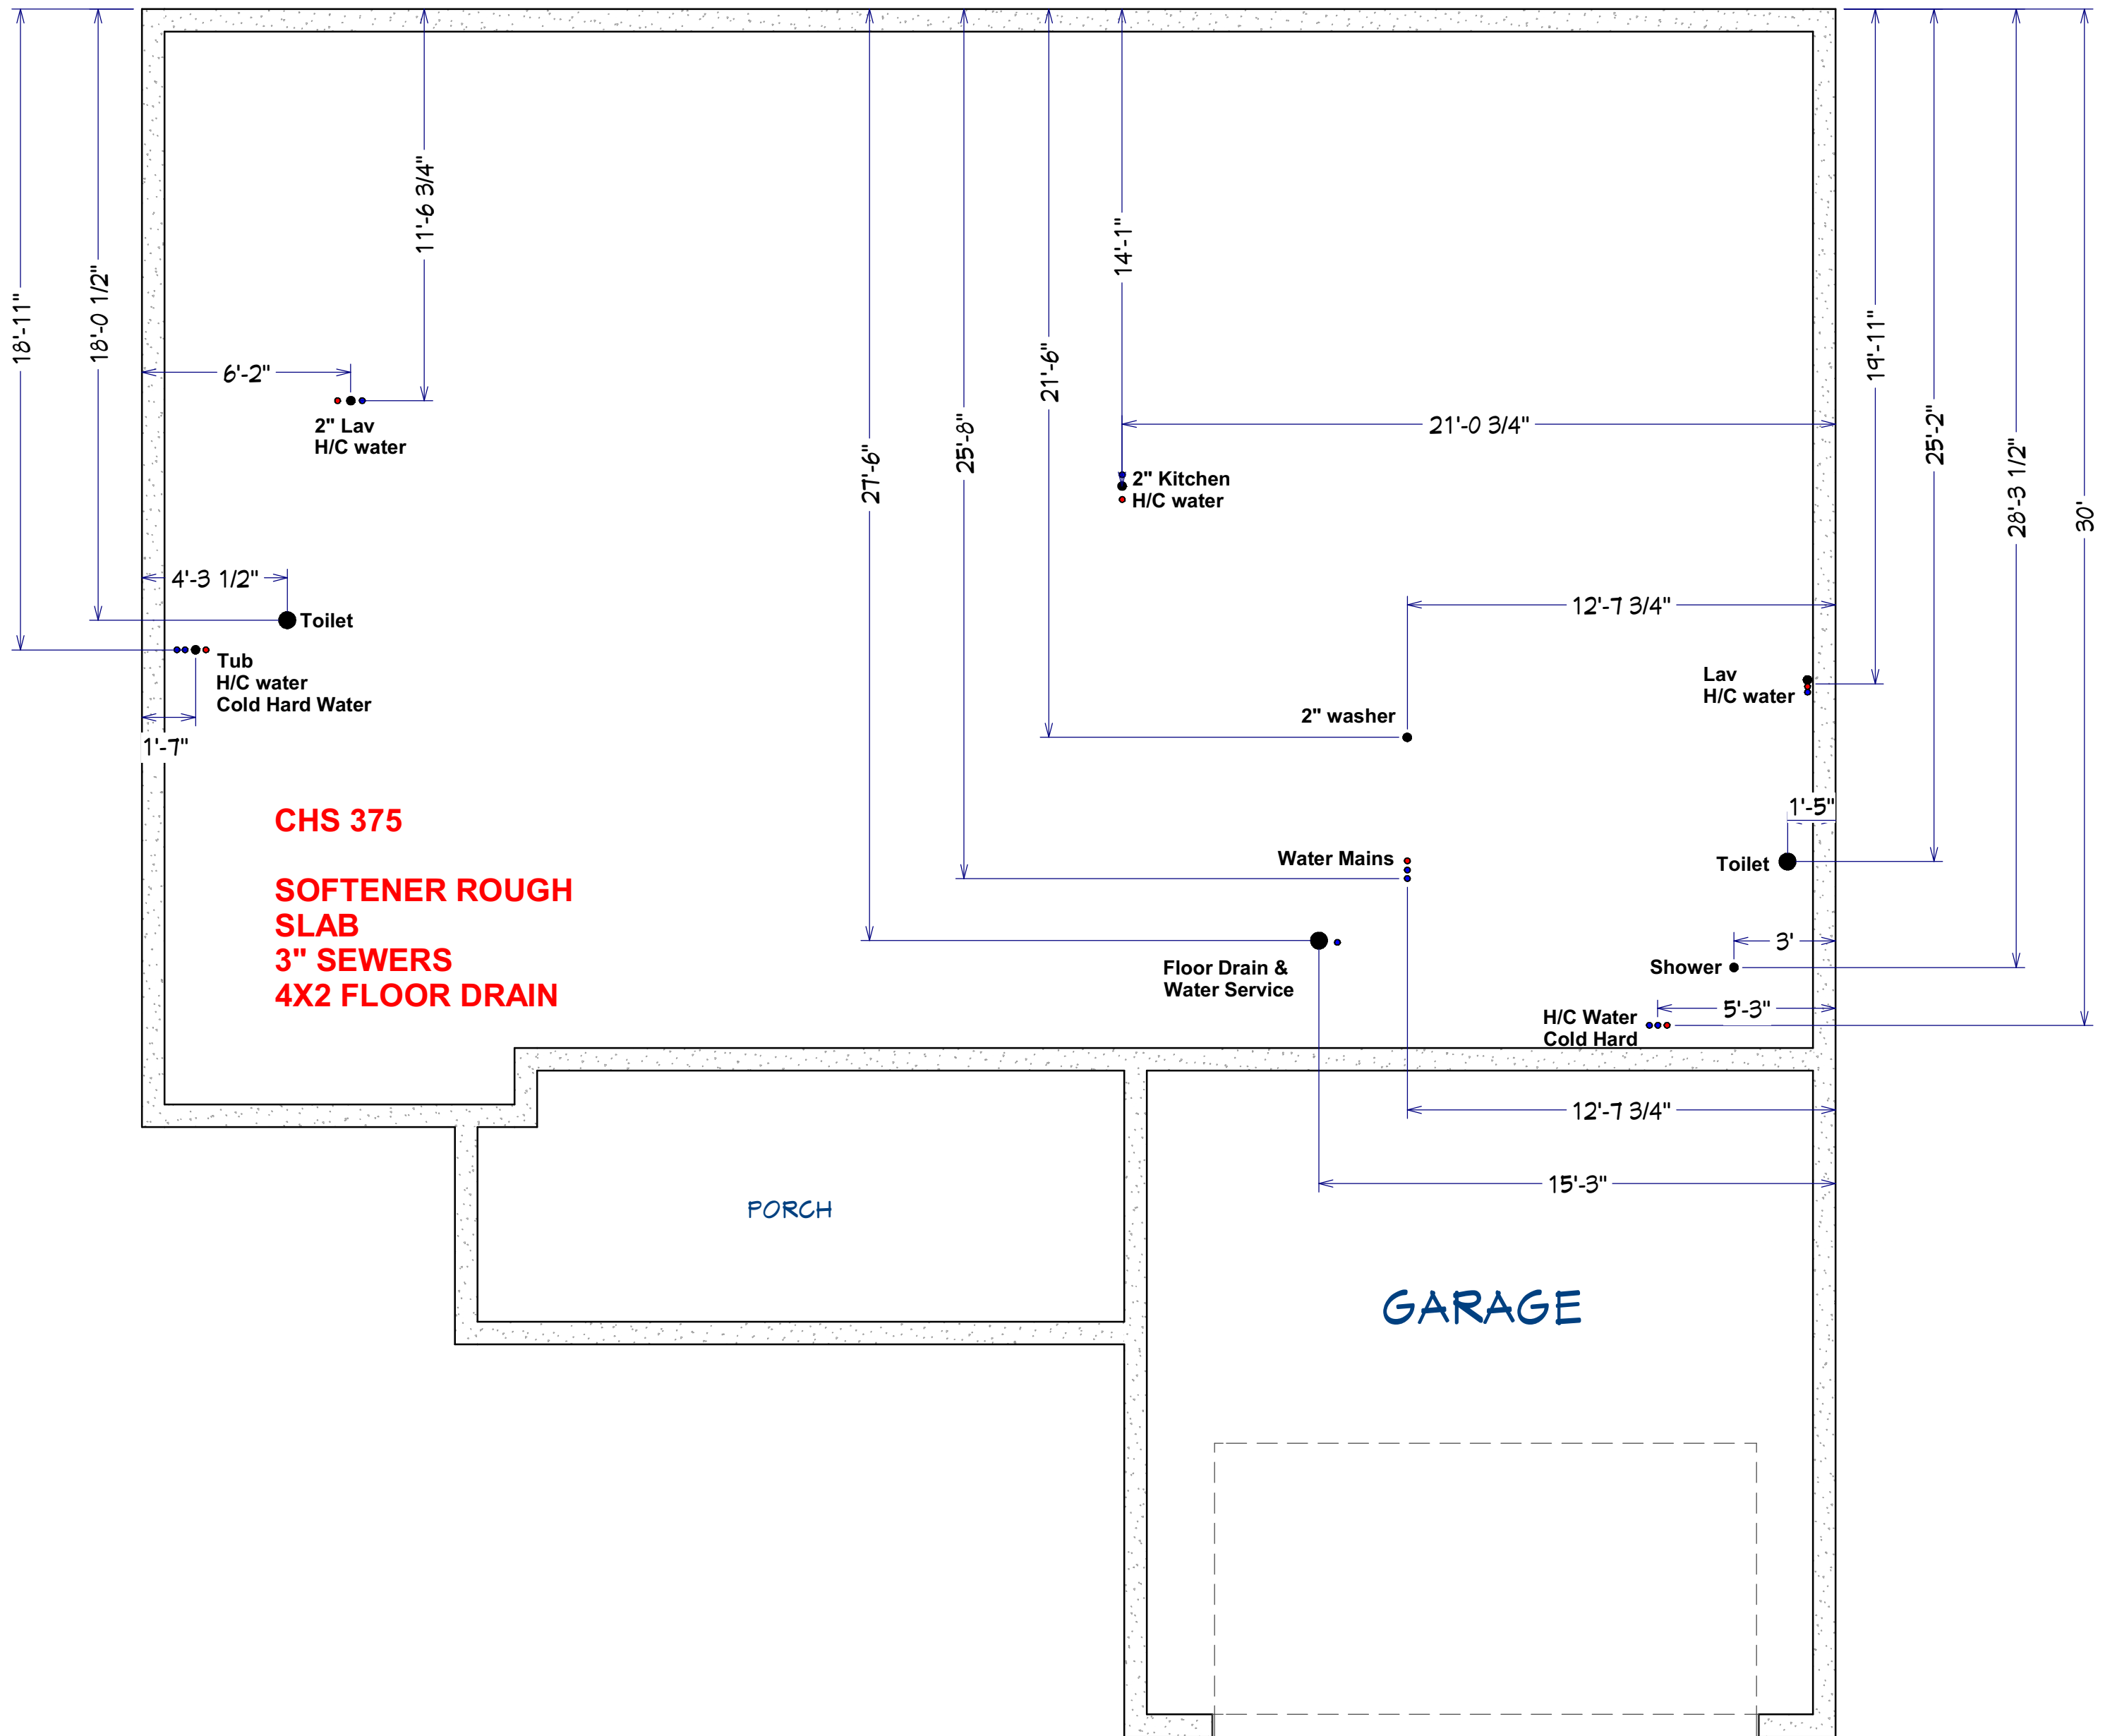 11'-6 3/4"
14'-1"
18'-11"
18'-0 1/2"
19'-11"
6'-2"
21'-6"
2" Lav
H/C water
27'-6"
25'-8"
21'-0 3/4"
25'-2"
28'-3 1/2"
30'
2" Kitchen
H/C water
4'-3 1/2"
12'-7 3/4"
Toilet
Tub
H/C water
Cold Hard Water
Lav
H/C water
2" washer
1'-7"
1'-5"
CHS 375
SOFTENER ROUGH
SLAB
3" SEWERS
4X2 FLOOR DRAIN
Water Mains
Toilet
3'
Floor Drain &
Water Service
Shower
5'-3"
H/C Water
Cold Hard
12'-7 3/4"
15'-3"
PORCH
GARAGE